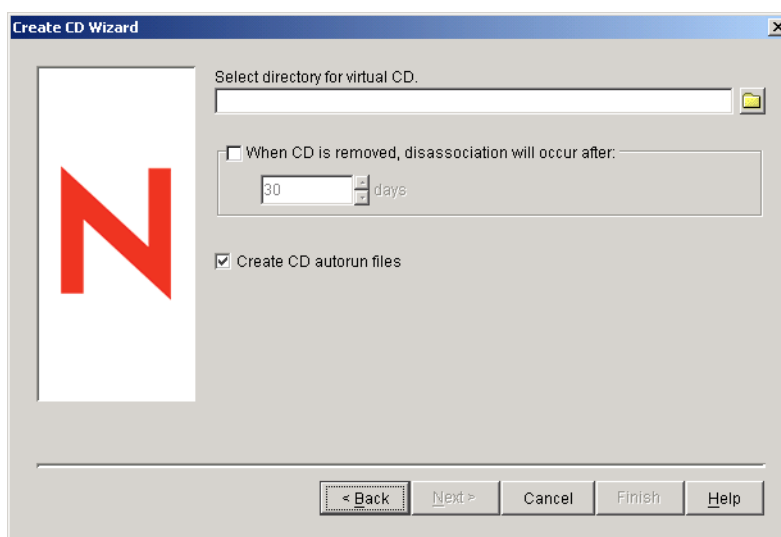 Create CD Wizard
Select directory for virtual CD.
When CD is removed, disassociation will occur after:
30 days
Create CD autorun files
< Back Next > Cancel Finish Help